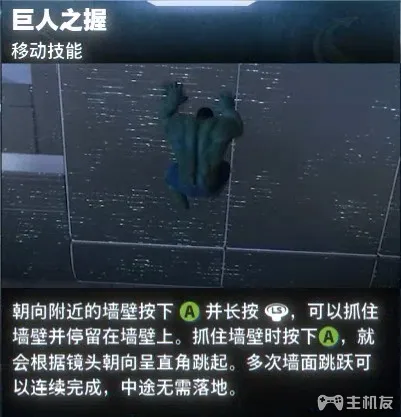 巨人之握
移动技能
朝向附近的墙壁按下 A 并长按 LS，可以抓住
墙壁并停留在墙壁上。抓住墙壁时按下A，就
会根据镜头朝向呈直角跳起。多次墙面跳跃可
以连续完成，中途无需落地。
主机友